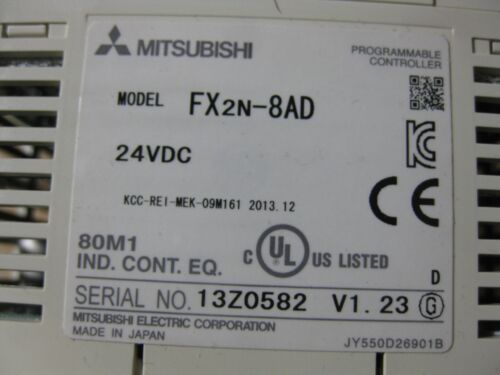 MITSUBISHI
PROGRAMMABLE
CONTROLLER
MODEL FX2N-8AD
24VDC
KCC-REI-MEK-09M161 2013.12
CE
80M1
IND. CONT. EQ.
C UL US LISTED
D
SERIAL NO. 13Z0582 V1.23 G
MITSUBISHI ELECTRIC CORPORATION
MADE IN JAPAN
JY550D26901B